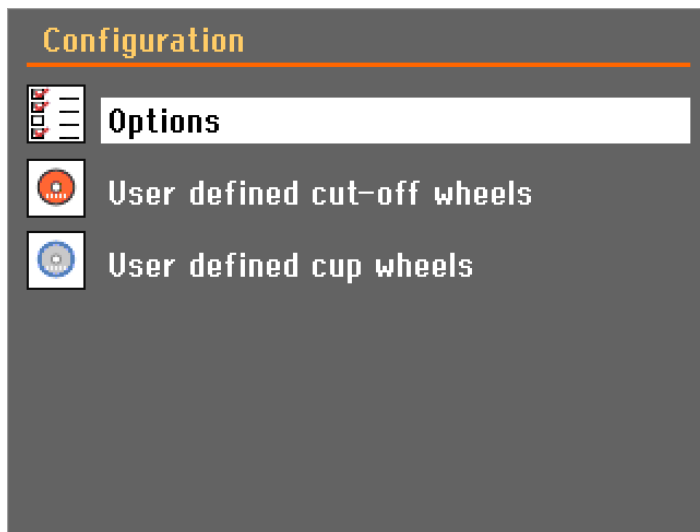 Configuration
Options
User defined cut-off wheels
User defined cup wheels